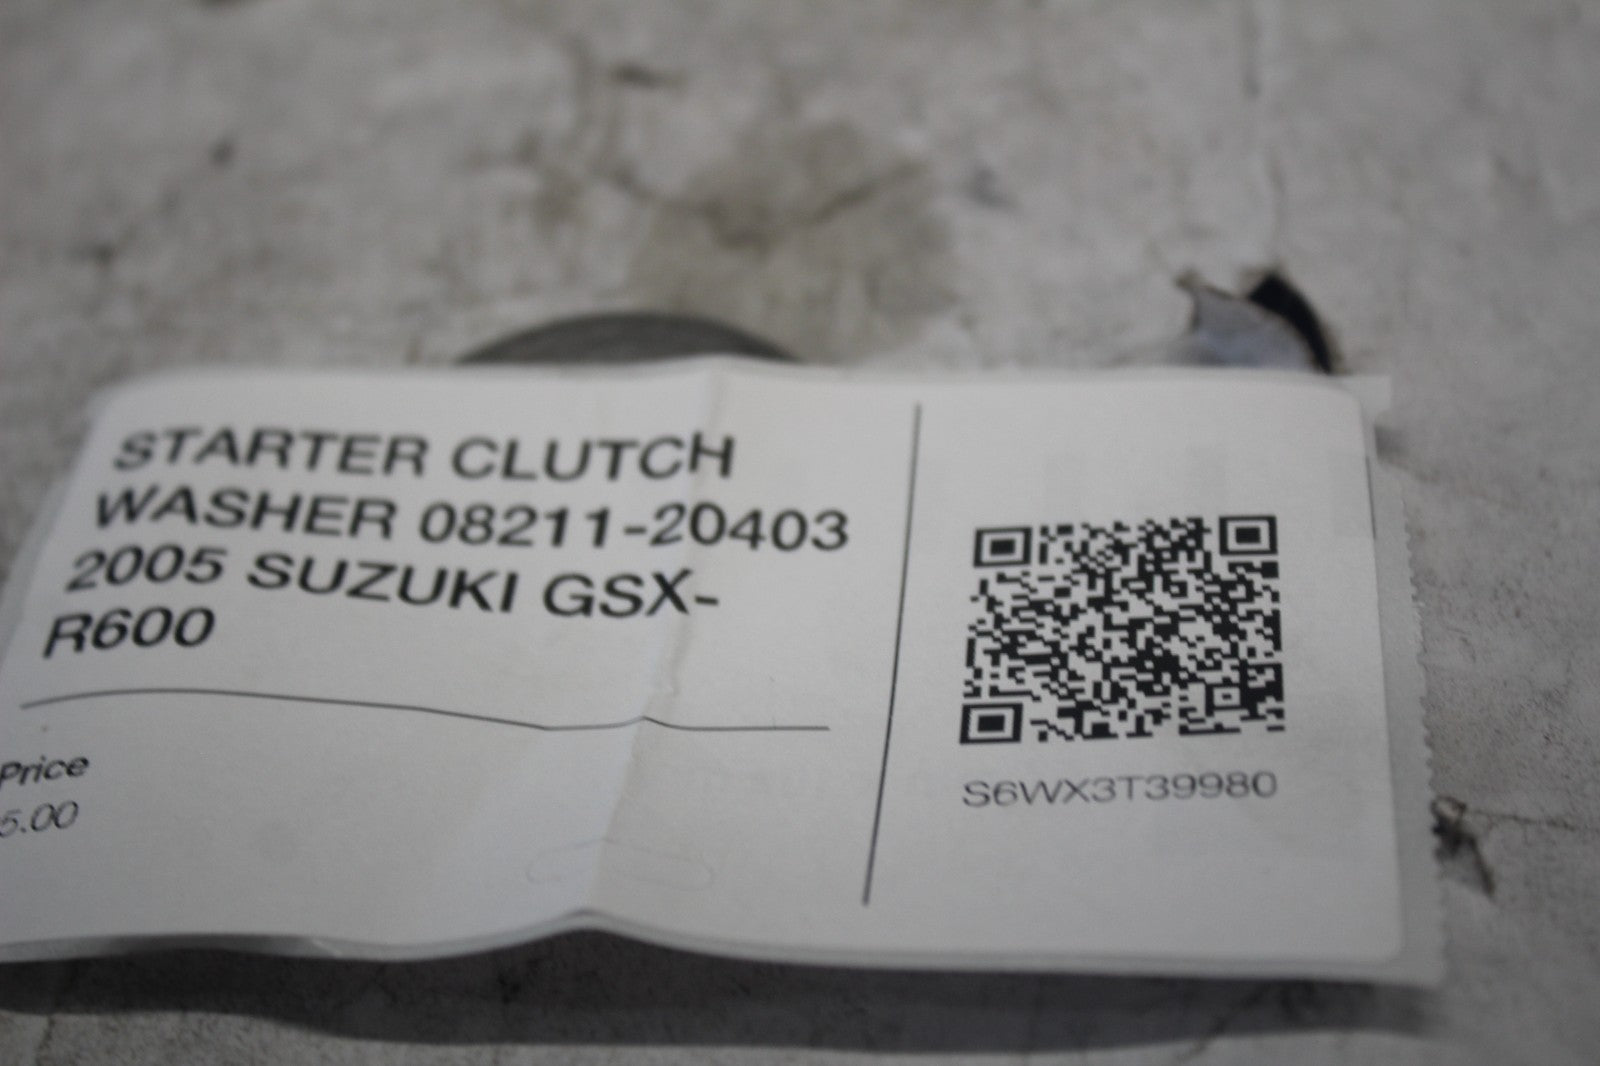 STARTER CLUTCH
WASHER 08211-20403
2005 SUZUKI GSX-
R600
Price
5.00
S6WX3T39980